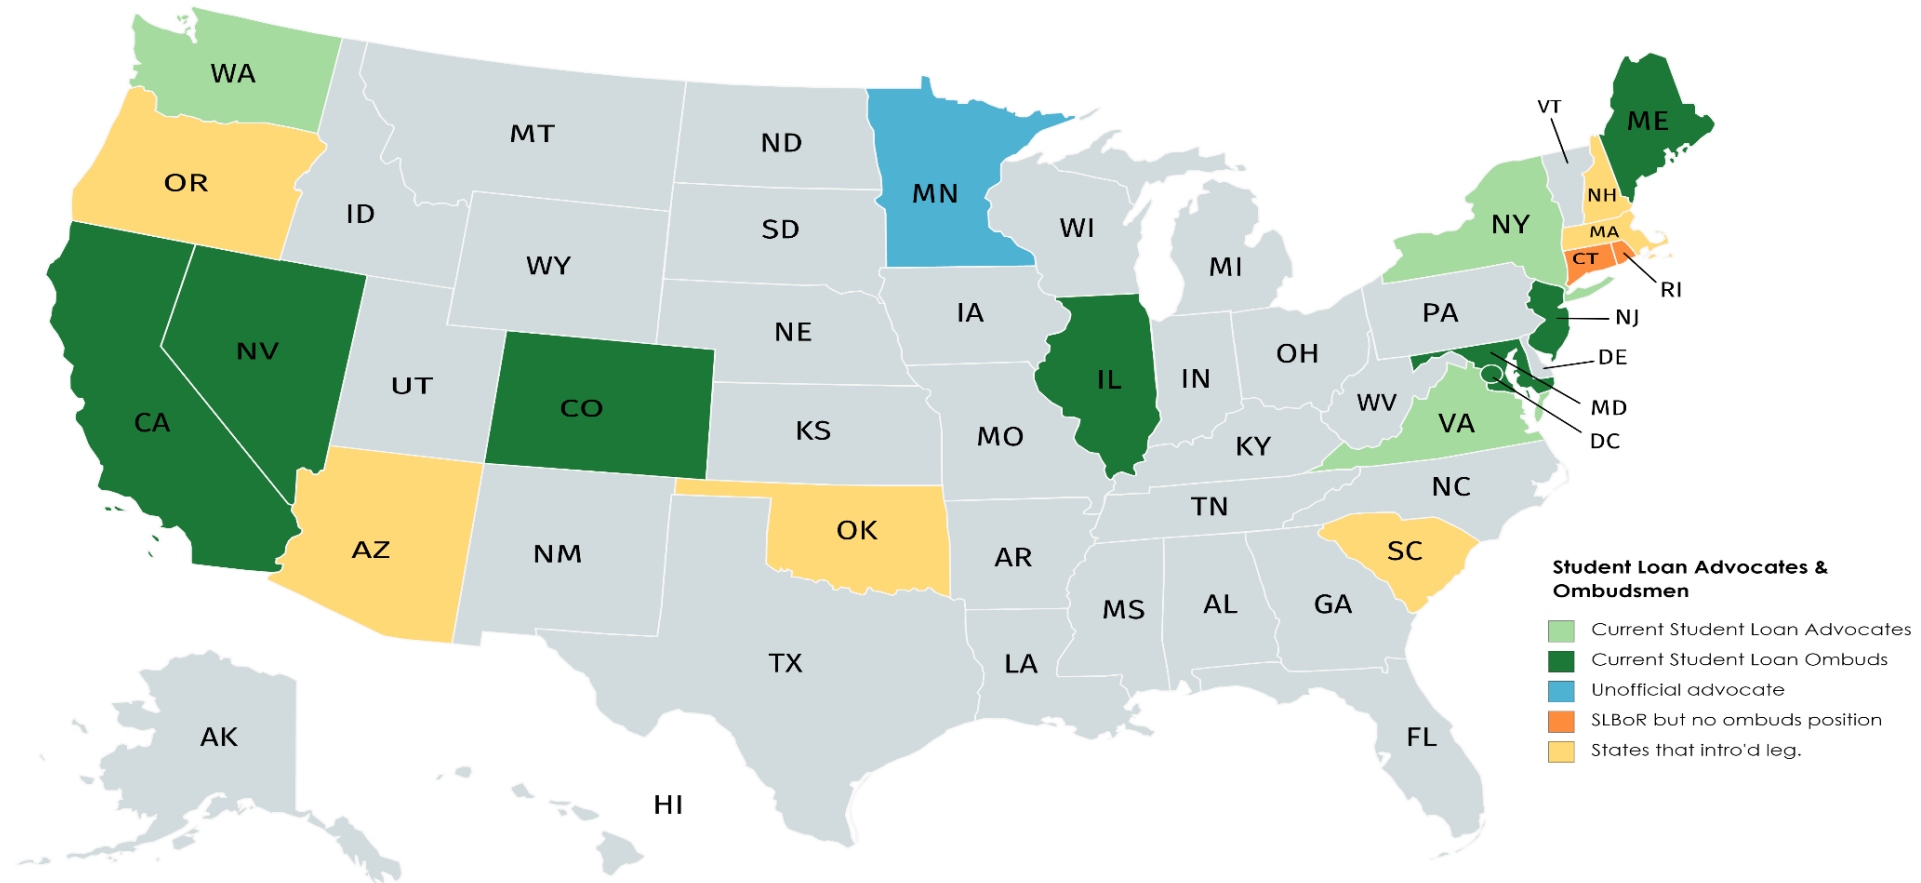 WA
VT
ME
MT
ND
OR
MN
NH
ID
SD
WI
NY
MA
WY
MI
CT
RI
IA
PA
NJ
NE
NV
OH
DE
UT
IL
IN
CO
WV
MD
CA
VA
KS
MO
KY
DC
NC
TN
OK
AZ
NM
AR
SC
Student Loan Advocates &
Ombudsmen
MS
AL
GA
Current Student Loan Advocates
TX
LA
Current Student Loan Ombuds
Unofficial advocate
SLBoR but no ombuds position
AK
FL
States that intro'd leg.
HI